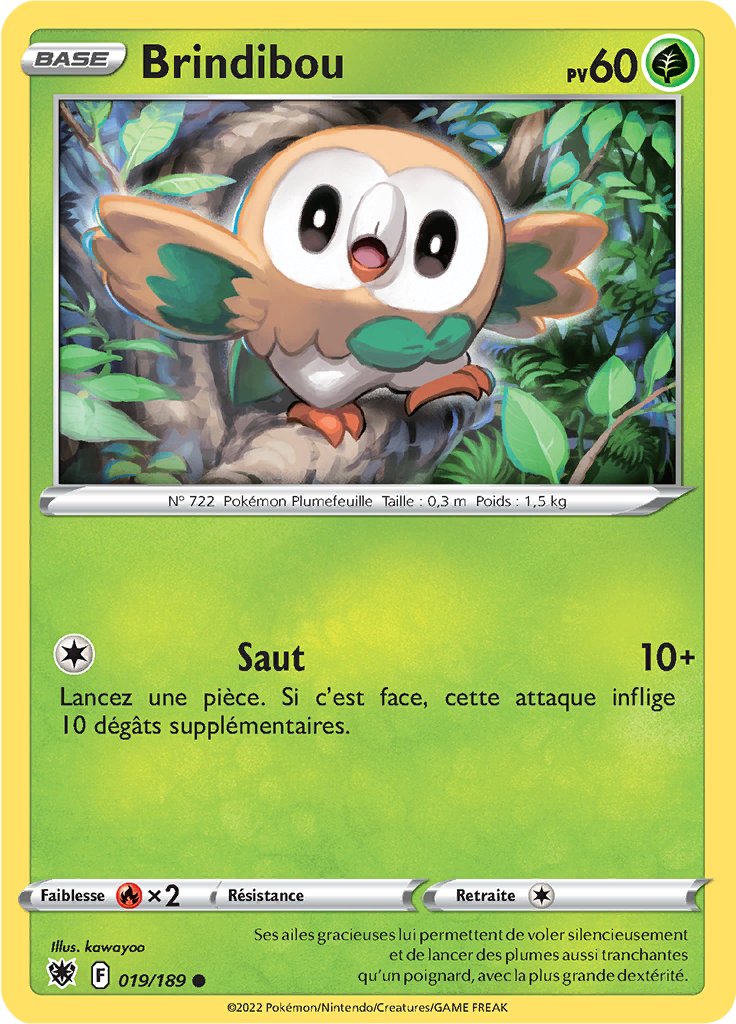 BASE Brindibou PV60
N° 722 Pokémon Plumefeuille Taille : 0,3 m Poids : 1,5 kg
Saut 10+
Lancez une pièce. Si c'est face, cette attaque inflige
10 dégâts supplémentaires.
Faiblesse ×2 Résistance Retraite
Illus. kawayoo
Ses ailes gracieuses lui permettent de voler silencieusement
et de lancer des plumes aussi tranchantes
qu'un poignard, avec la plus grande dextérité.
F 019/189
©2022 Pokémon/Nintendo/Creatures/GAME FREAK